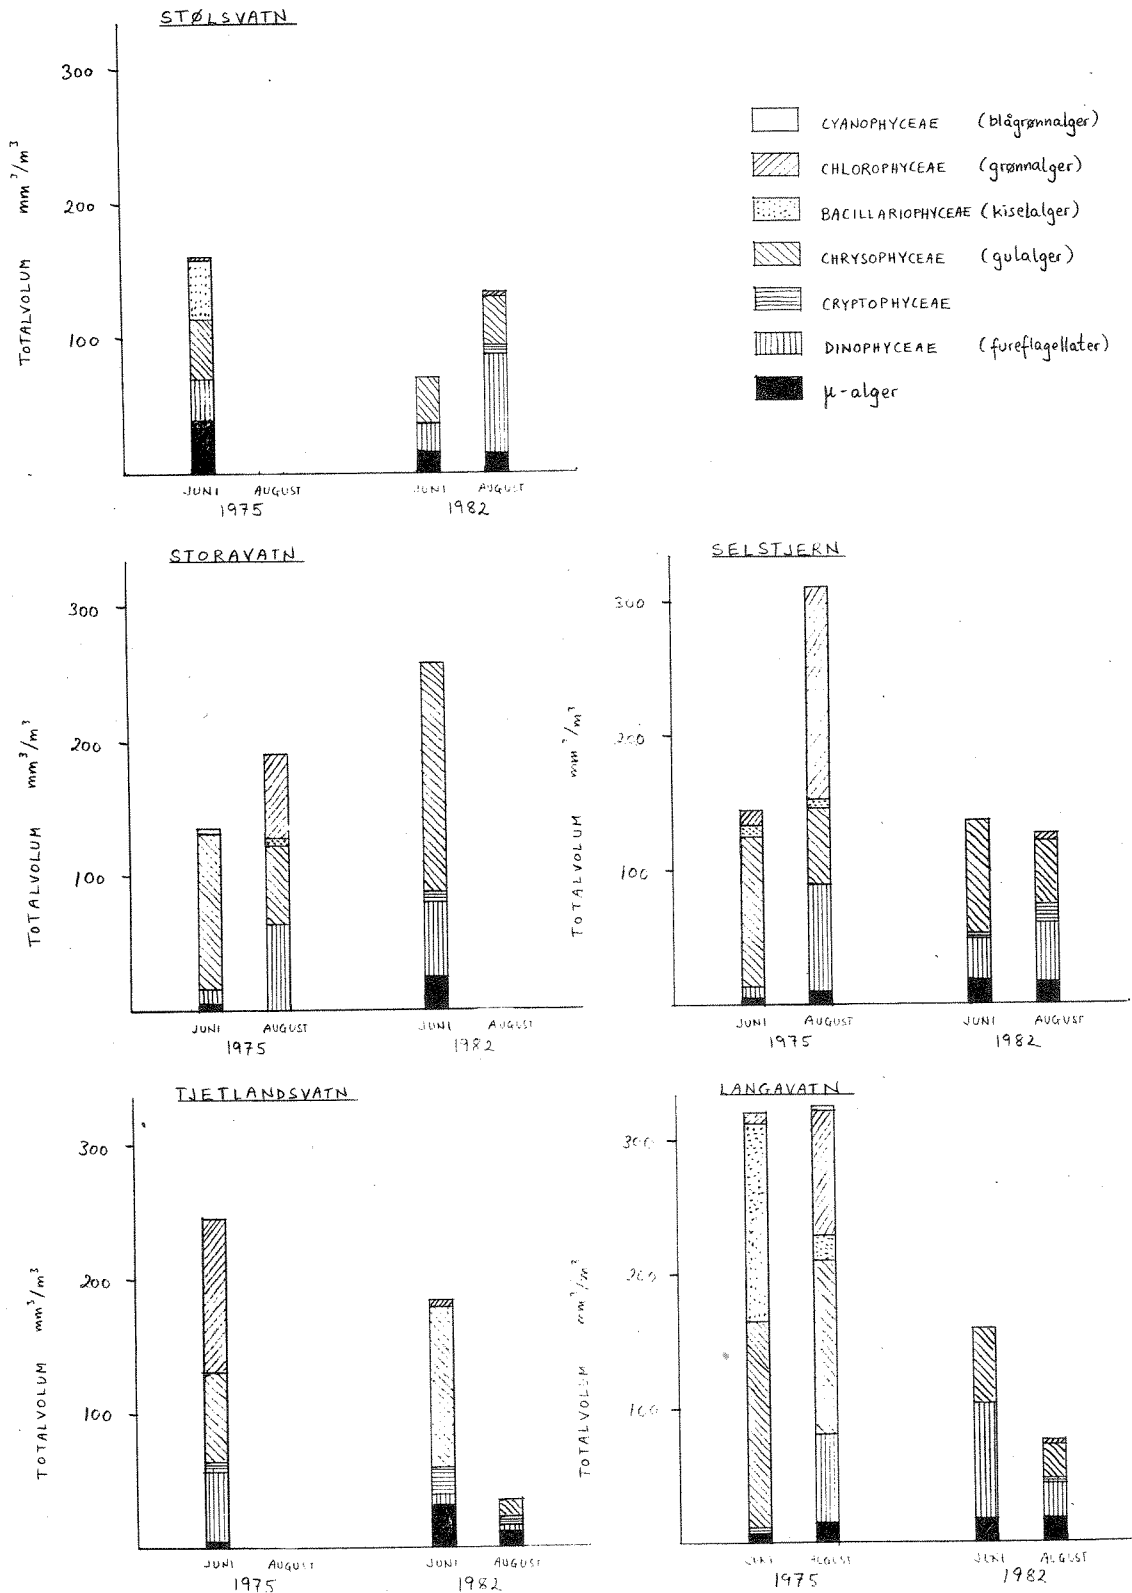 STØLSVATN
300
200
100
TOTALVOLUM mm³/m³
JUNI AUGUST JUNI AUGUST
1975 1982
CYANOPHYCEAE (blågrønnalger)
CHLOROPHYCEAE (grønnalger)
BACILLARIOPHYCEAE (kiselalger)
CHRYSOPHYCEAE (gulalger)
CRYPTOPHYCEAE
DINOPHYCEAE (fureflagellater)
µ-alger
STORAVATN
300
200
100
TOTALVOLUM mm³/m³
JUNI AUGUST JUNI AUGUST
1975 1982
SELSTJERN
300
200
100
TOTALVOLUM mm³/m³
JUNI AUGUST JUNI AUGUST
1975 1982
TJETLANDSVATN
300
200
100
TOTALVOLUM mm³/m³
JUNI AUGUST JUNI AUGUST
1975 1982
LANGAVATN
300
200
100
TOTALVOLUM mm³/m³
JUNI AUGUST JUNI AUGUST
1975 1982